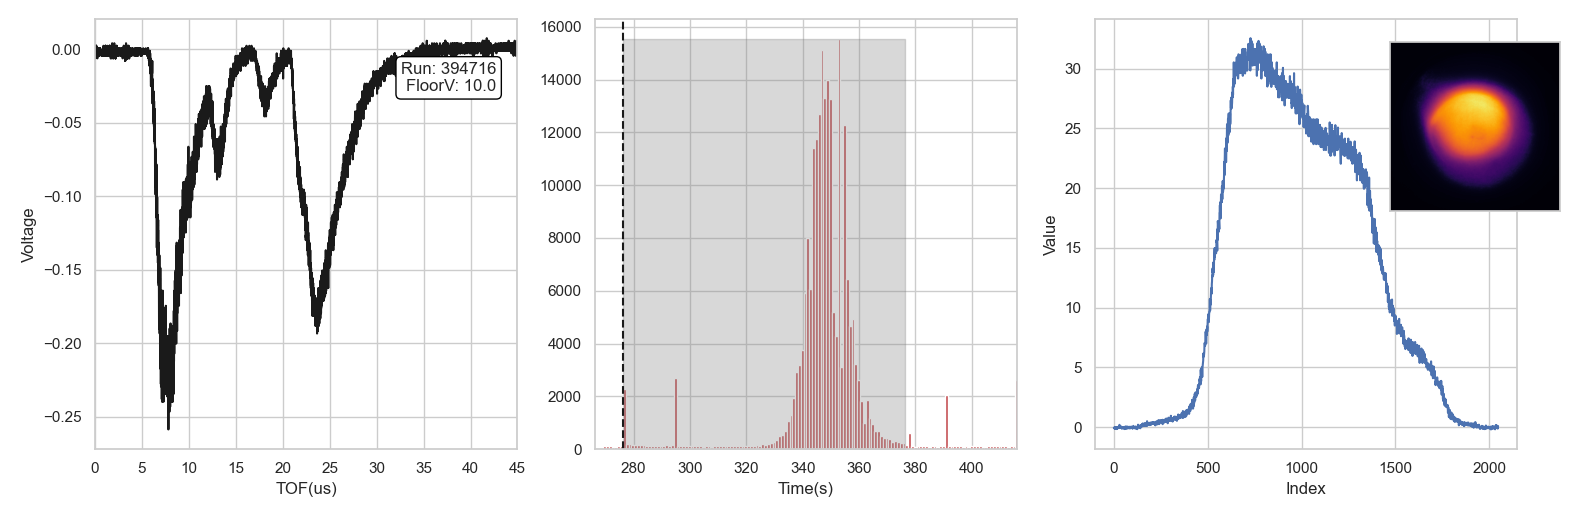 0.00
−0.05
−0.10
−0.15
−0.20
−0.25
Voltage
0 5 10 15 20 25 30 35 40 45
TOF(us)
Run: 394716
FloorV: 10.0
16000
14000
12000
10000
8000
6000
4000
2000
0
280 300 320 340 360 380 400
Time(s)
30
25
20
15
10
5
0
Value
0 500 1000 1500 2000
Index